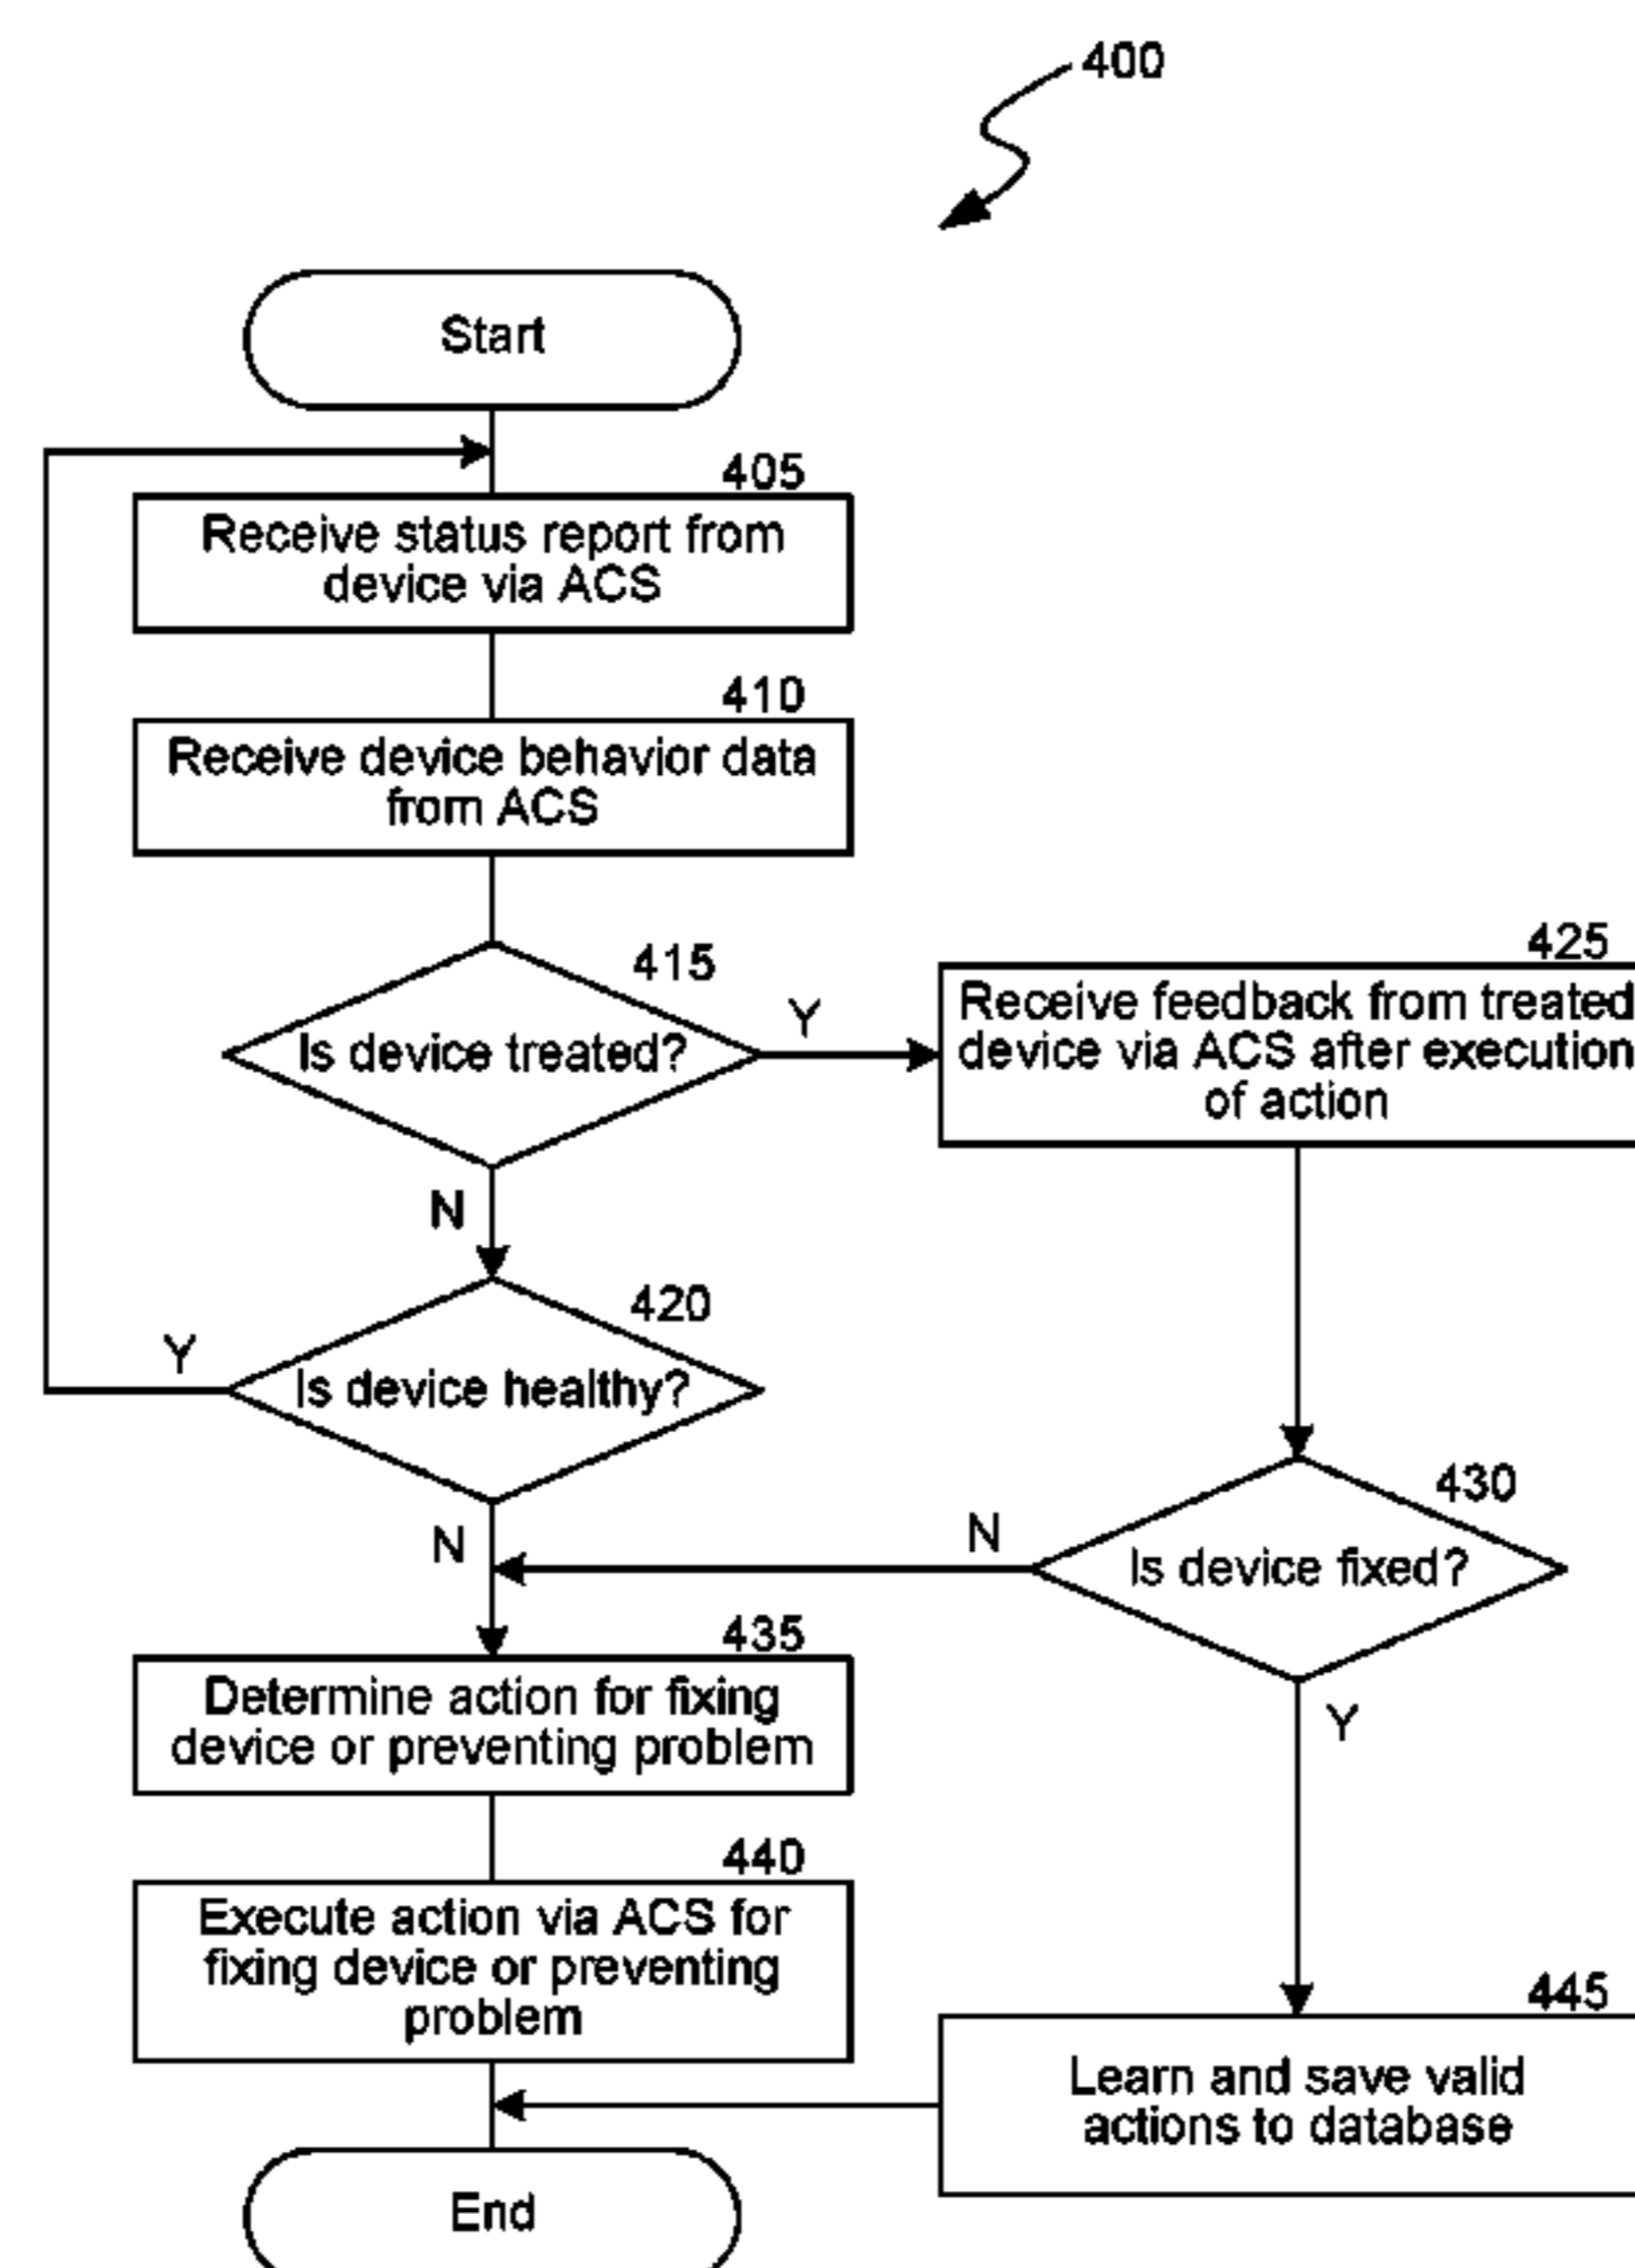 400
Start
405
Receive status report from
device via ACS
410
Receive device behavior data
from ACS
415
Is device treated?
Y
N
425
Receive feedback from treated
device via ACS after execution
of action
420
Is device healthy?
Y
N
430
Is device fixed?
N
Y
435
Determine action for fixing
device or preventing problem
440
Execute action via ACS for
fixing device or preventing
problem
445
Learn and save valid
actions to database
End